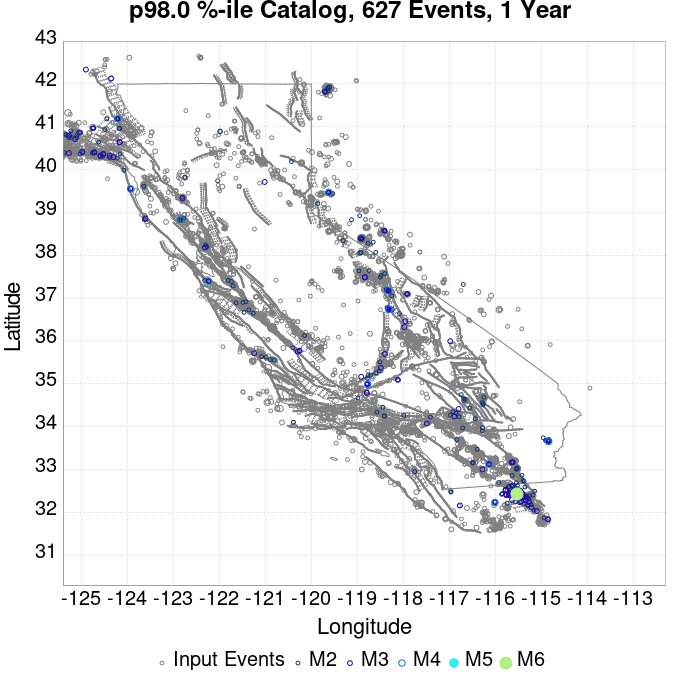 p98.0 %-ile Catalog, 627 Events, 1 Year
43
42
41
40
39
38
37
36
35
34
33
32
31
Latitude
-125 -124 -123 -122 -121 -120 -119 -118 -117 -116 -115 -114 -113
Longitude
Input Events M2 M3 M4 M5 M6